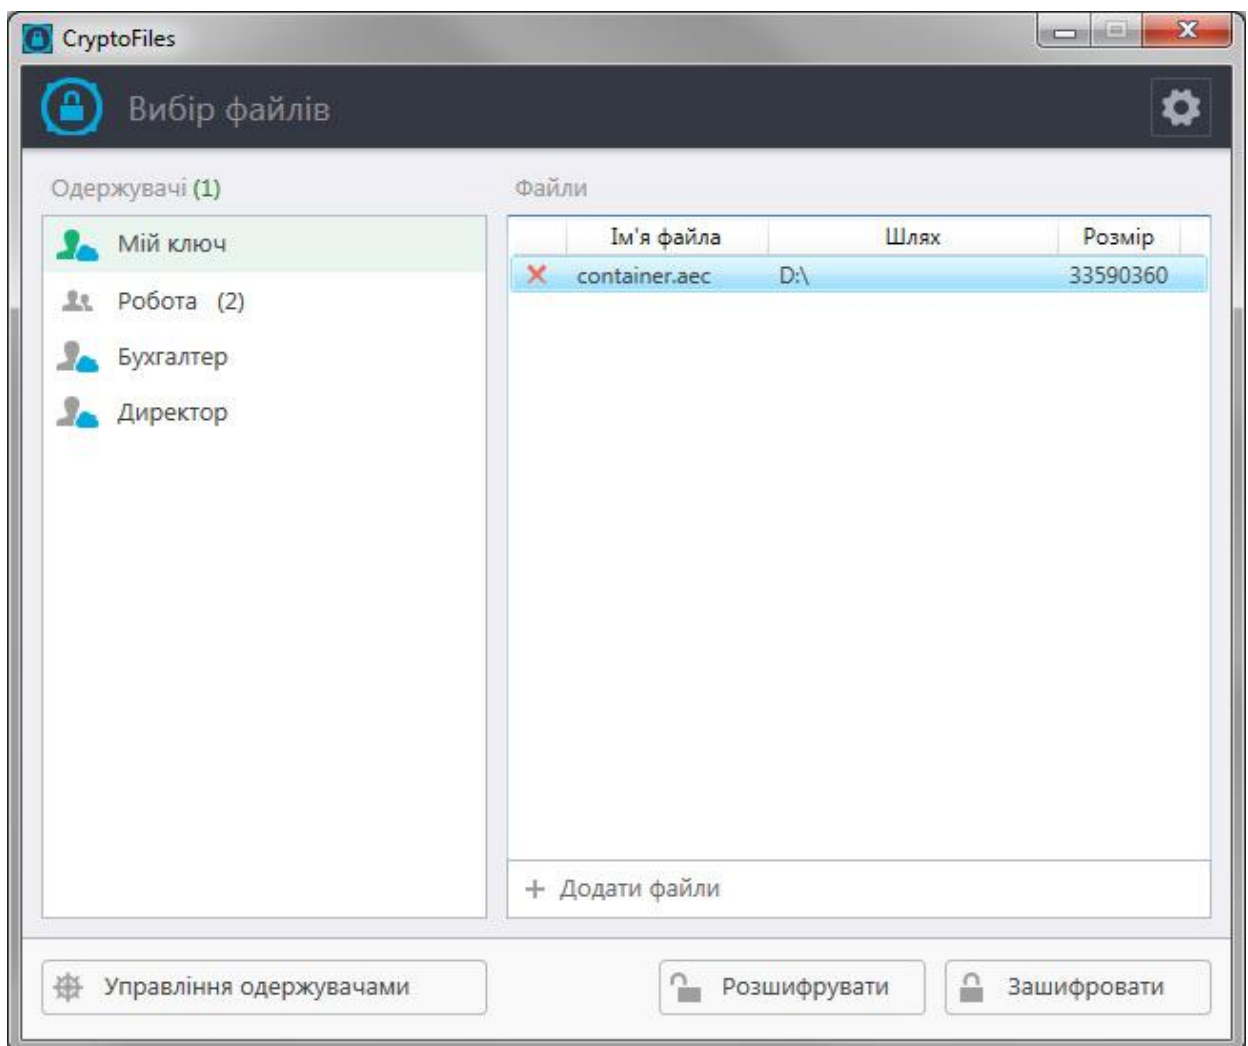 CryptoFiles
Вибір файлів
Одержувачі (1)
Мій ключ
Робота (2)
Бухгалтер
Директор
Файли
Ім'я файла Шлях Розмір
container.aec D:\ 33590360
+ Додати файли
Управління одержувачами
Розшифрувати
Зашифровати